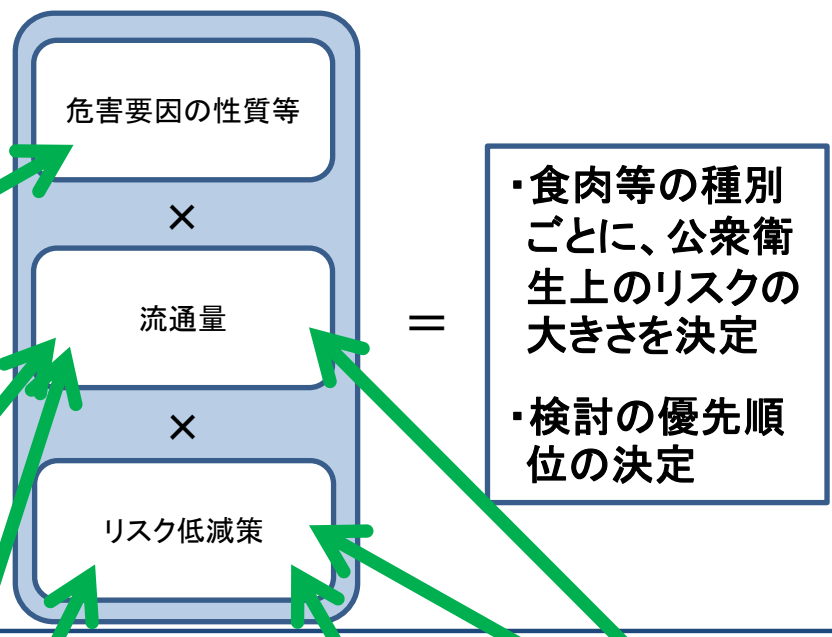 危害要因の性質等
×
流通量
×
リスク低減策
＝
・食肉等の種別
ごとに、公衆衛
生上のリスクの
大きさを決定
・検討の優先順
位の決定